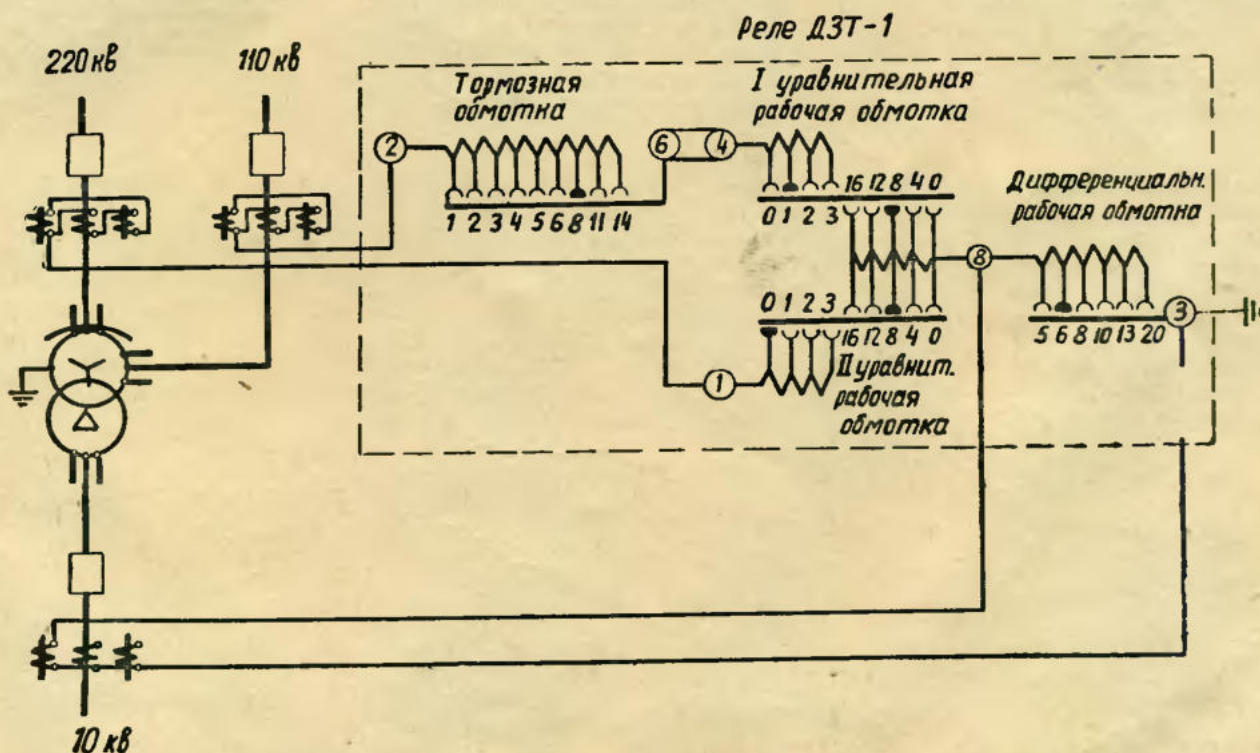 Реле ДЗТ-1
220 кв
110 кв
Тормозная
обмотка
I уравнительная
рабочая обмотка
2
6
4
1 2 3 4 5 6 8 11 14
0 1 2 3
16 12 8 4 0
Дифференциальн.
рабочая обмотка
8
0 1 2 3
16 12 8 4 0
5 6 8 10 13 20
3
1
II уравнит.
рабочая
обмотка
10 кв